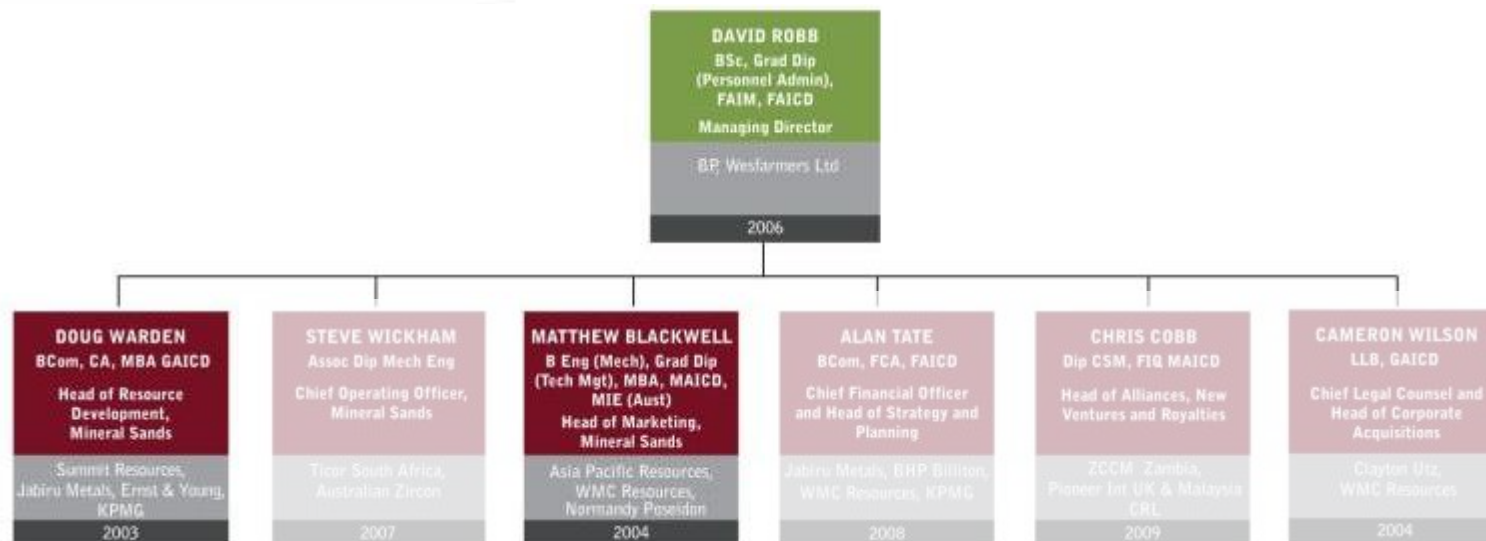 DAVID ROBB
BSc, Grad Dip
(Personnel Admin),
FAIM, FAICD
Managing Director
BP, Wesfarmers Ltd
2006
DOUG WARDEN
BCom, CA, MBA GAICD
Head of Resource
Development,
Mineral Sands
Summit Resources,
Jabiru Metals, Ernst & Young,
KPMG
2003
STEVE WICKHAM
Assoc Dip Mech Eng
Chief Operating Officer,
Mineral Sands
Ticor South Africa,
Australian Zircon
2007
MATTHEW BLACKWELL
B Eng (Mech), Grad Dip
(Tech Mgt), MBA, MAICD,
MIE (Aust)
Head of Marketing,
Mineral Sands
Asia Pacific Resources,
WMC Resources,
Normandy Poseidon
2004
ALAN TATE
BCom, FCA, FAICD
Chief Financial Officer
and Head of Strategy and
Planning
Jabiru Metals, BHP Billiton,
WMC Resources, KPMG
2008
CHRIS COBB
Dip CSM, FIQ MAICD
Head of Alliances, New
Ventures and Royalties
ZCCM Zambia,
Pioneer Int UK & Malaysia
CRL
2009
CAMERON WILSON
LLB, GAICD
Chief Legal Counsel and
Head of Corporate
Acquisitions
Clayton Utz,
WMC Resources
2004